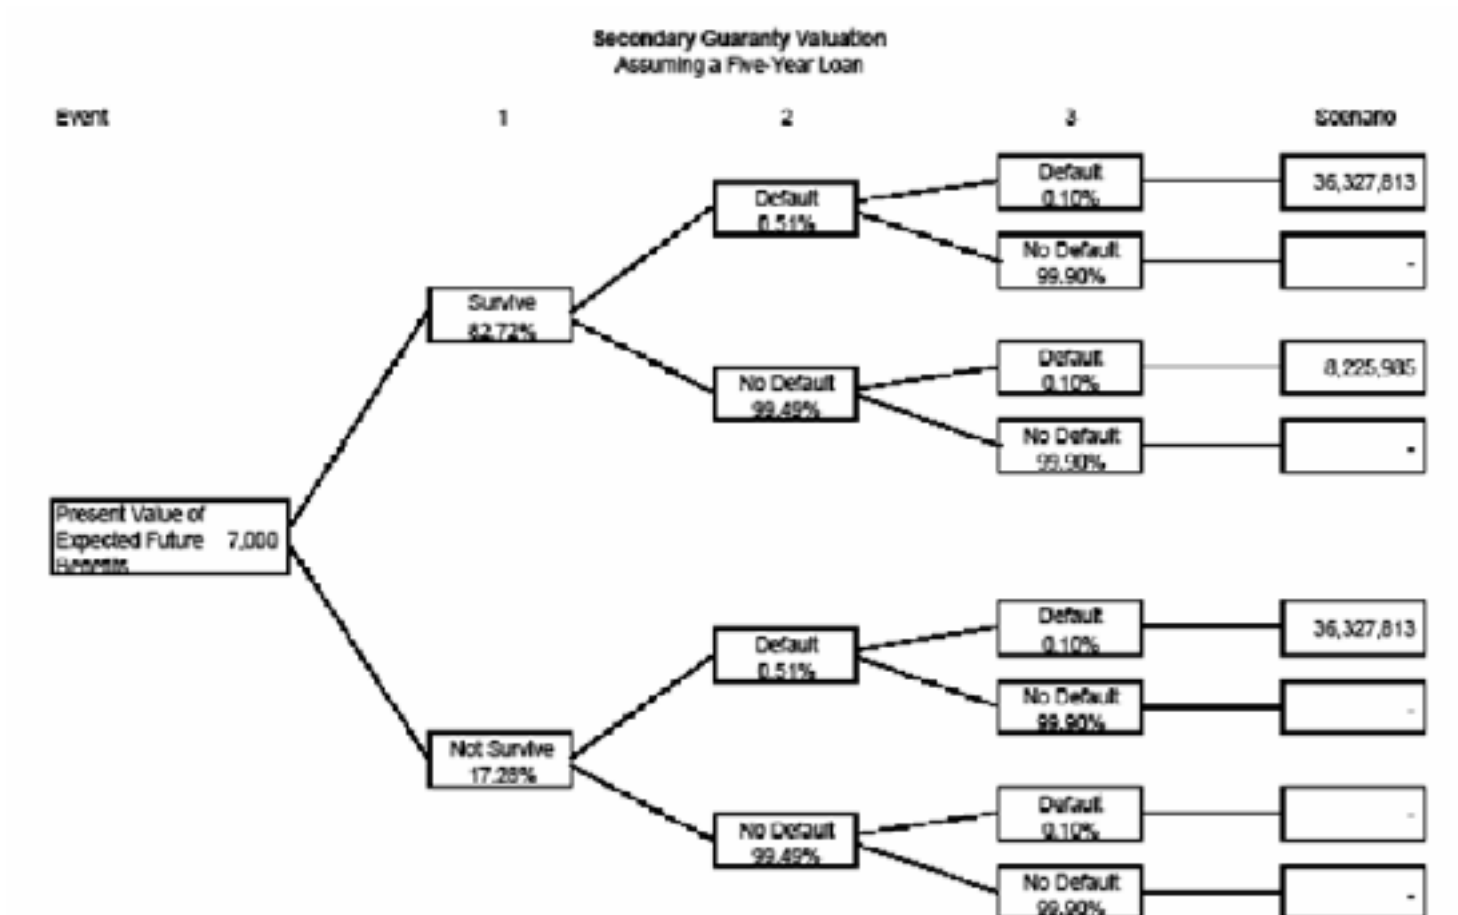 Secondary Guaranty Valuation
Assuming a Five-Year Loan
Event 1 2 3 Scenario
Default
0.10%
36,327,813
Default
0.51%
No Default
99.90%
-
Survive
82.72%
Default
0.10%
8,225,985
No Default
99.49%
No Default
99.90%
-
Present Value of
Expected Future 7,000
Benefits
Default
0.10%
36,327,813
Default
0.51%
No Default
99.90%
-
Not Survive
17.28%
Default
0.10%
-
No Default
99.49%
No Default
99.90%
-